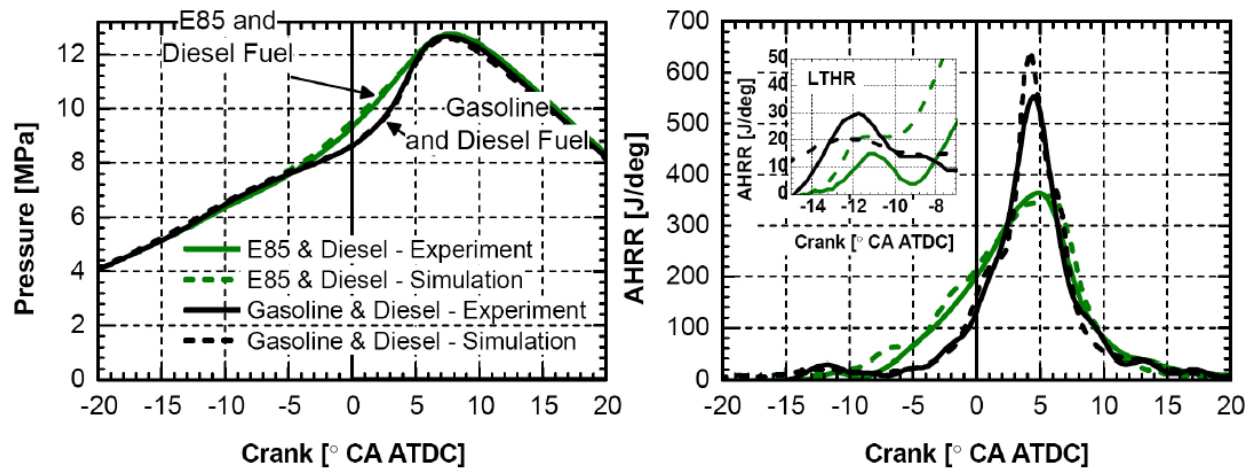 E85 and
Diesel Fuel
Gasoline
and Diesel Fuel
E85 & Diesel - Experiment
E85 & Diesel - Simulation
Gasoline & Diesel - Experiment
Gasoline & Diesel - Simulation
Pressure [MPa]
12
10
8
6
4
2
0
-20 -15 -10 -5 0 5 10 15 20
Crank [° CA ATDC]
AHRR [J/deg]
700
600
500
400
300
200
100
0
LTHR
AHRR [J/deg]
50
40
30
20
10
0
-14 -12 -10 -8
Crank [° CA ATDC]
-20 -15 -10 -5 0 5 10 15 20
Crank [° CA ATDC]